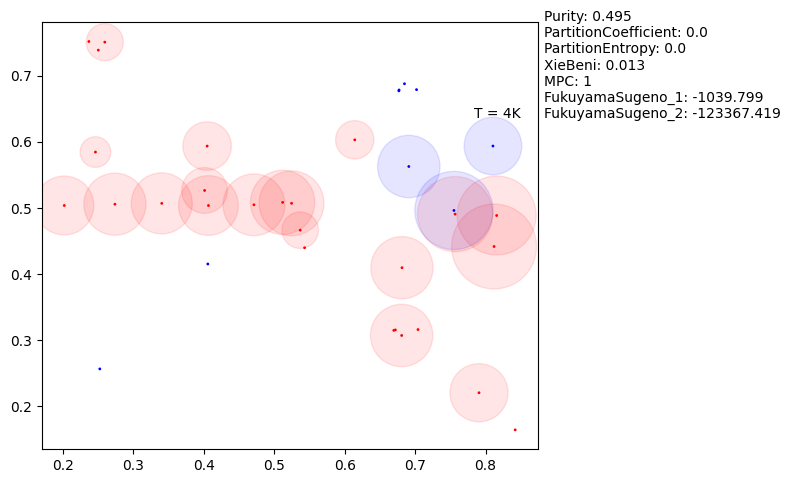 Purity: 0.495
PartitionCoefficient: 0.0
PartitionEntropy: 0.0
XieBeni: 0.013
MPC: 1
FukuyamaSugeno_1: -1039.799
FukuyamaSugeno_2: -123367.419
T = 4K
0.7
0.6
0.5
0.4
0.3
0.2
0.2 0.3 0.4 0.5 0.6 0.7 0.8